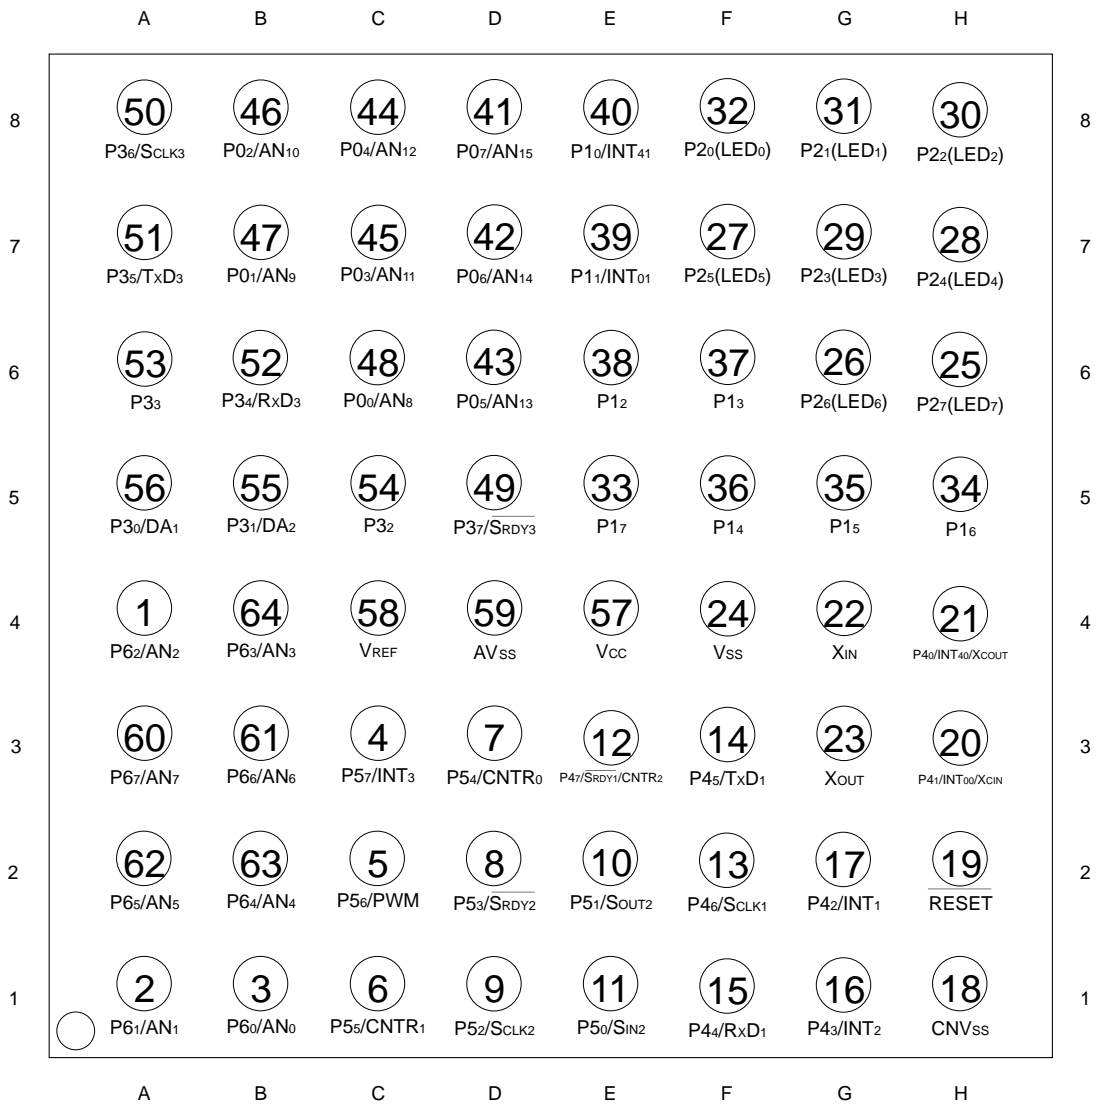 A B C D E F G H
8 50 46 44 41 40 32 31 30 8
P36/SCLK3 P02/AN10 P04/AN12 P07/AN15 P10/INT41 P20(LED0) P21(LED1) P22(LED2)
7 51 47 45 42 39 27 29 28 7
P35/TxD3 P01/AN9 P03/AN11 P06/AN14 P11/INT01 P25(LED5) P23(LED3) P24(LED4)
6 53 52 48 43 38 37 26 25 6
P33 P34/RxD3 P00/AN8 P05/AN13 P12 P13 P26(LED6) P27(LED7)
5 56 55 54 49 33 36 35 34 5
P30/DA1 P31/DA2 P32 P37/SRDY3 P17 P14 P15 P16
4 1 64 58 59 57 24 22 21 4
P62/AN2 P63/AN3 VREF AVSS VCC VSS XIN P40/INT40/XCOUT
3 60 61 4 7 12 14 23 20 3
P67/AN7 P66/AN6 P57/INT3 P54/CNTR0 P47/SRDY1/CNTR2 P45/TxD1 XOUT P41/INT00/XCIN
2 62 63 5 8 10 13 17 19 2
P65/AN5 P64/AN4 P56/PWM P53/SRDY2 P51/SOUT2 P46/SCLK1 P42/INT1 RESET
1 2 3 6 9 11 15 16 18 1
P61/AN1 P60/AN0 P55/CNTR1 P52/SCLK2 P50/SIN2 P44/RxD1 P43/INT2 CNVSS
A B C D E F G H